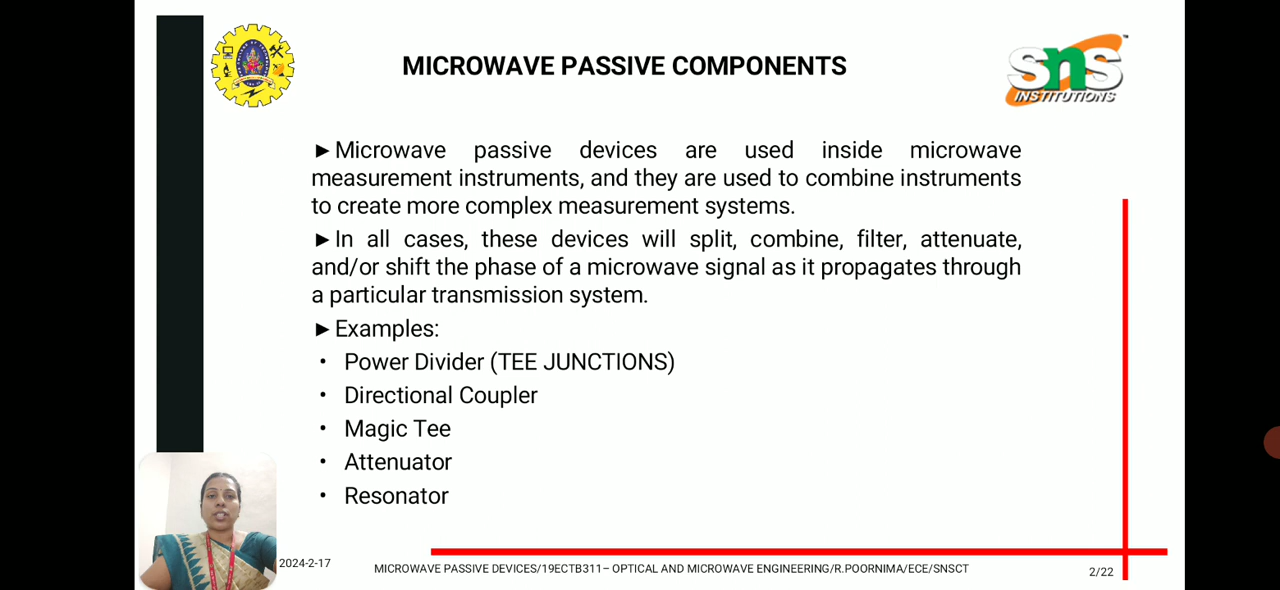 MICROWAVE PASSIVE COMPONENTS
SNS
INSTITUTIONS
►Microwave passive devices are used inside microwave
measurement instruments, and they are used to combine instruments
to create more complex measurement systems.
►In all cases, these devices will split, combine, filter, attenuate,
and/or shift the phase of a microwave signal as it propagates through
a particular transmission system.
►Examples:
• Power Divider (TEE JUNCTIONS)
• Directional Coupler
• Magic Tee
• Attenuator
• Resonator
2024-2-17
MICROWAVE PASSIVE DEVICES/19ECTB311– OPTICAL AND MICROWAVE ENGINEERING/R.POORNIMA/ECE/SNSCT
2/22